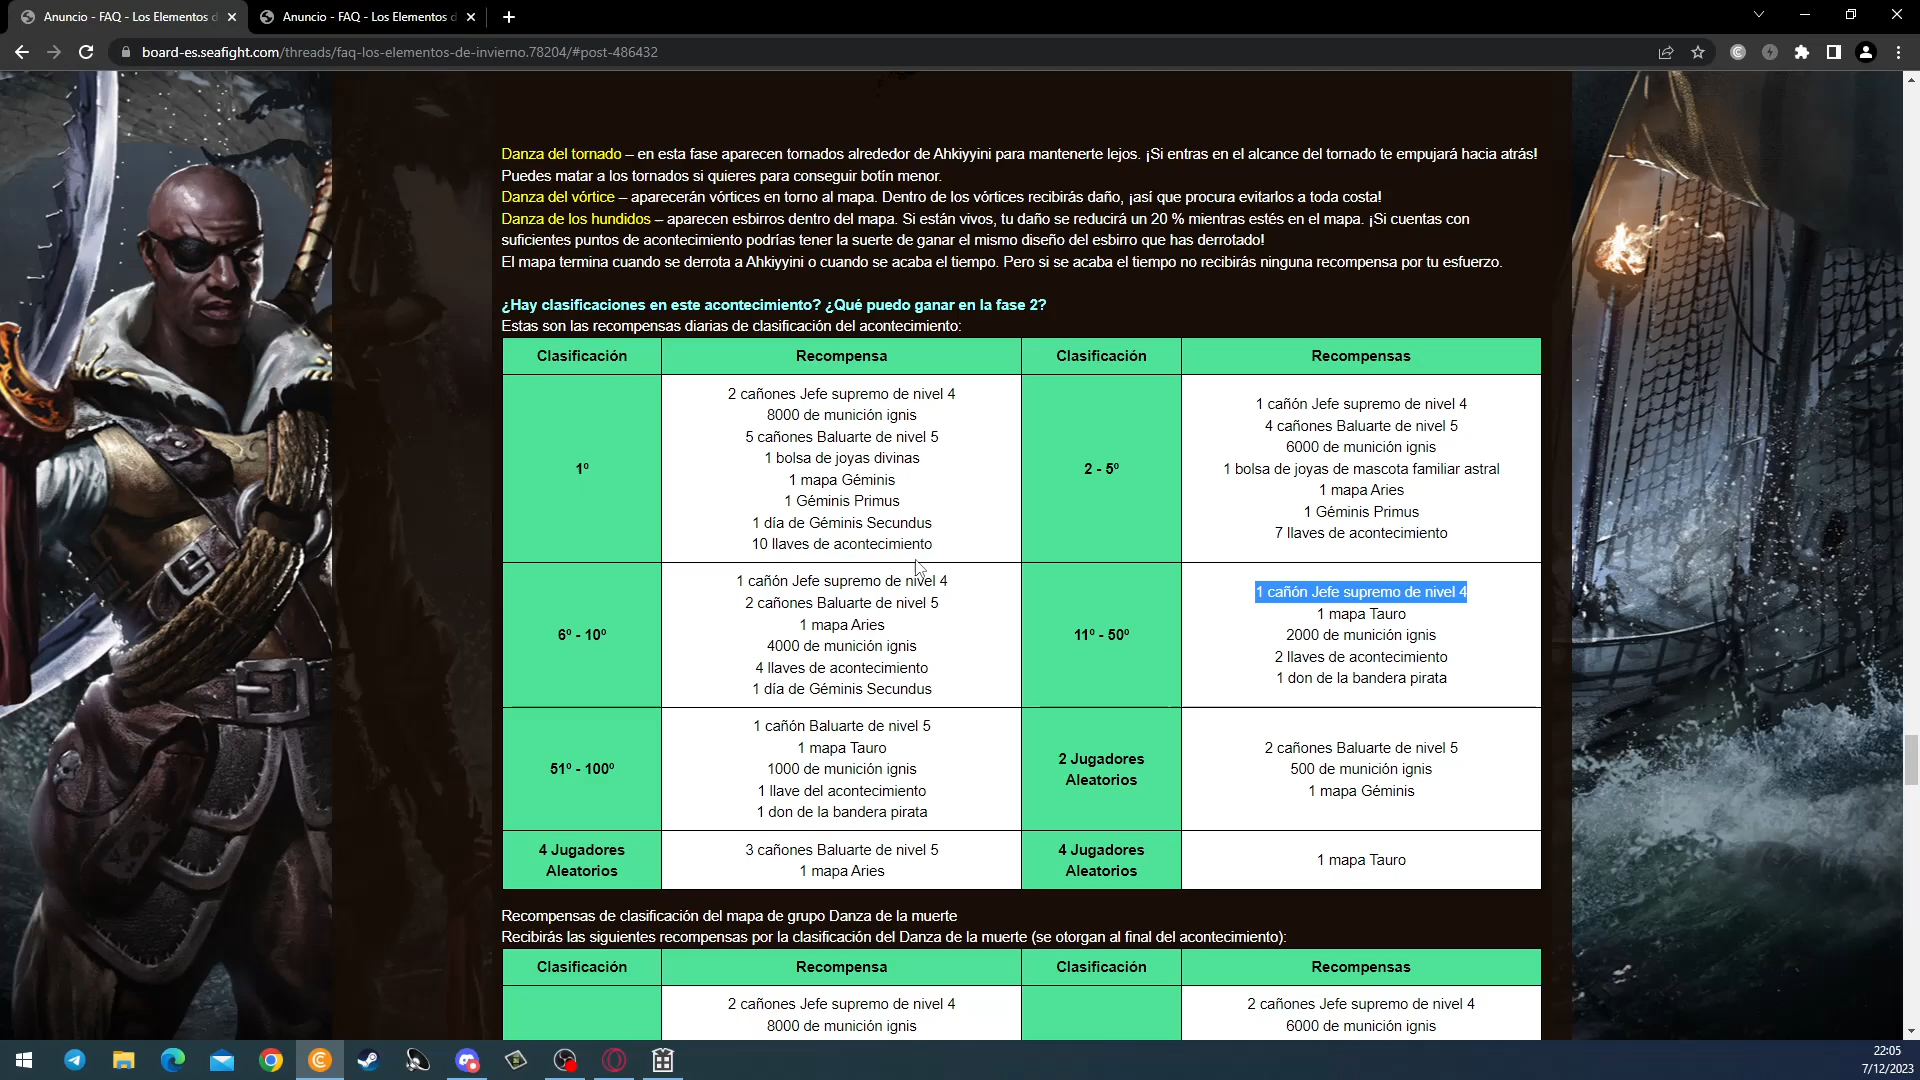 Anuncio - FAQ - Los Elementos d
Anuncio - FAQ - Los Elementos d
board-es.seafight.com/threads/faq-los-elementos-de-invierno.78204/#post-486432
Danza del tornado – en esta fase aparecen tornados alrededor de Ahkiyyini para mantenerte lejos. ¡Si entras en el alcance del tornado te empujará hacia atrás!
Puedes matar a los tornados si quieres para conseguir botín menor.
Danza del vórtice – aparecerán vórtices en torno al mapa. Dentro de los vórtices recibirás daño, ¡así que procura evitarlos a toda costa!
Danza de los hundidos – aparecen esbirros dentro del mapa. Si están vivos, tu daño se reducirá un 20 % mientras estés en el mapa. ¡Si cuentas con
suficientes puntos de acontecimiento podrías tener la suerte de ganar el mismo diseño del esbirro que has derrotado!
El mapa termina cuando se derrota a Ahkiyyini o cuando se acaba el tiempo. Pero si se acaba el tiempo no recibirás ninguna recompensa por tu esfuerzo.
¿Hay clasificaciones en este acontecimiento? ¿Qué puedo ganar en la fase 2?
Estas son las recompensas diarias de clasificación del acontecimiento:
Clasificación
Recompensa
Clasificación
Recompensas
1º
2 cañones Jefe supremo de nivel 4
8000 de munición ignis
5 cañones Baluarte de nivel 5
1 bolsa de joyas divinas
1 mapa Géminis
1 Géminis Primus
1 día de Géminis Secundus
10 llaves de acontecimiento
2 - 5º
1 cañón Jefe supremo de nivel 4
4 cañones Baluarte de nivel 5
6000 de munición ignis
1 bolsa de joyas de mascota familiar astral
1 mapa Aries
1 Géminis Primus
7 llaves de acontecimiento
6º - 10º
1 cañón Jefe supremo de nivel 4
2 cañones Baluarte de nivel 5
1 mapa Aries
4000 de munición ignis
4 llaves de acontecimiento
1 día de Géminis Secundus
11º - 50º
1 cañón Jefe supremo de nivel 4
1 mapa Tauro
2000 de munición ignis
2 llaves de acontecimiento
1 don de la bandera pirata
51º - 100º
1 cañón Baluarte de nivel 5
1 mapa Tauro
1000 de munición ignis
1 llave del acontecimiento
1 don de la bandera pirata
2 Jugadores
Aleatorios
2 cañones Baluarte de nivel 5
500 de munición ignis
1 mapa Géminis
4 Jugadores
Aleatorios
3 cañones Baluarte de nivel 5
1 mapa Aries
4 Jugadores
Aleatorios
1 mapa Tauro
Recompensas de clasificación del mapa de grupo Danza de la muerte
Recibirás las siguientes recompensas por la clasificación del Danza de la muerte (se otorgan al final del acontecimiento):
Clasificación
Recompensa
Clasificación
Recompensas
2 cañones Jefe supremo de nivel 4
8000 de munición ignis
2 cañones Jefe supremo de nivel 4
6000 de munición ignis
22:05
7/12/2023